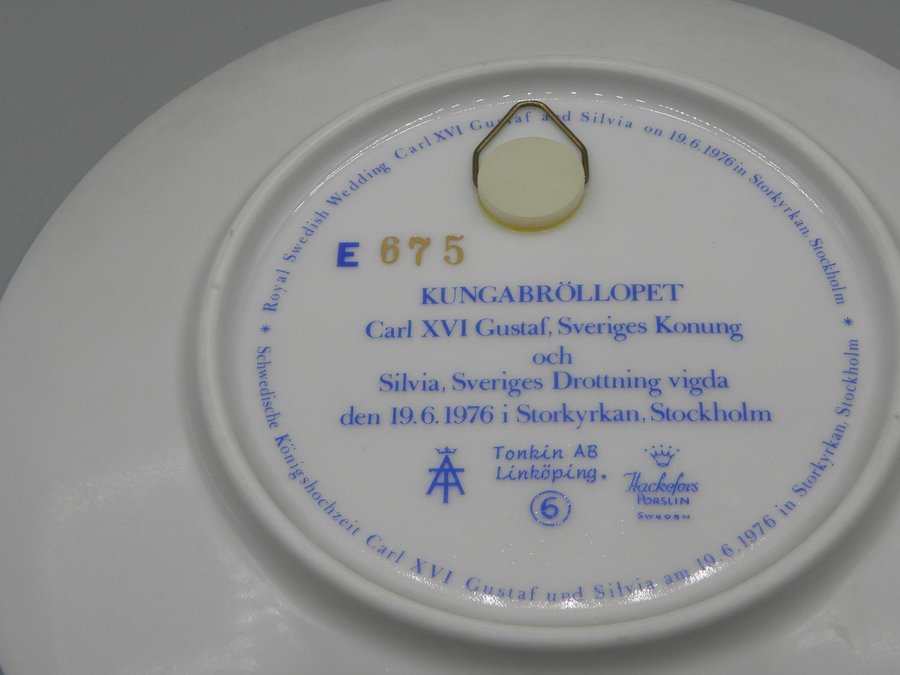 * Royal Swedish Wedding Carl XVI Gustaf and Silvia on 19.6.1976 in Storkyrkan, Stockholm *
E 675
KUNGABRÖLLOPET
Carl XVI Gustaf, Sveriges Konung
och
Silvia, Sveriges Drottning vigda
den 19.6.1976 i Storkyrkan, Stockholm
Tonkin AB
Linköping.
6
Hackefors
PORSLIN
SWEDEN
Schwedische Königshochzeit Carl XVI Gustaf und Silvia am 19.6.1976 in Storkyrkan, Stockholm